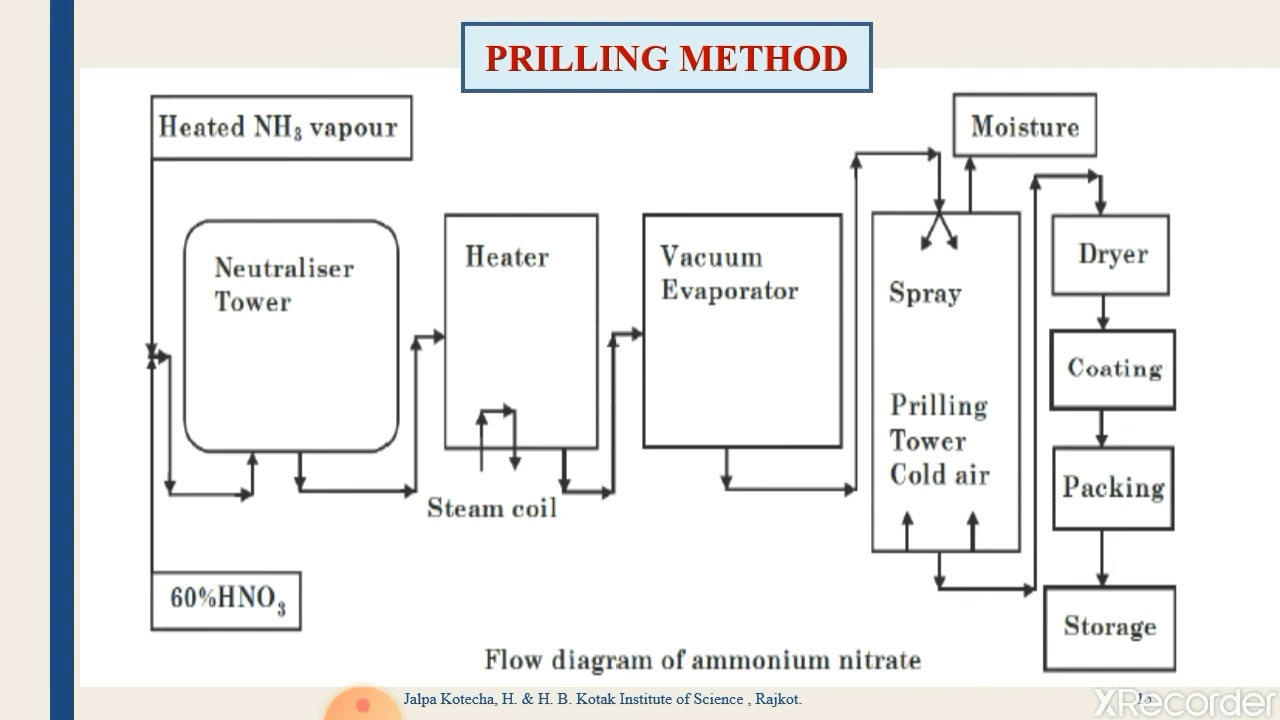 PRILLING METHOD
Heated NH₃ vapour
Moisture
Neutraliser
Tower
Heater
Vacuum
Evaporator
Spray
Prilling
Tower
Cold air
Steam coil
Dryer
Coating
Packing
Storage
60%HNO₃
Flow diagram of ammonium nitrate
Jalpa Kotecha, H. & H. B. Kotak Institute of Science , Rajkot.
XRecorder